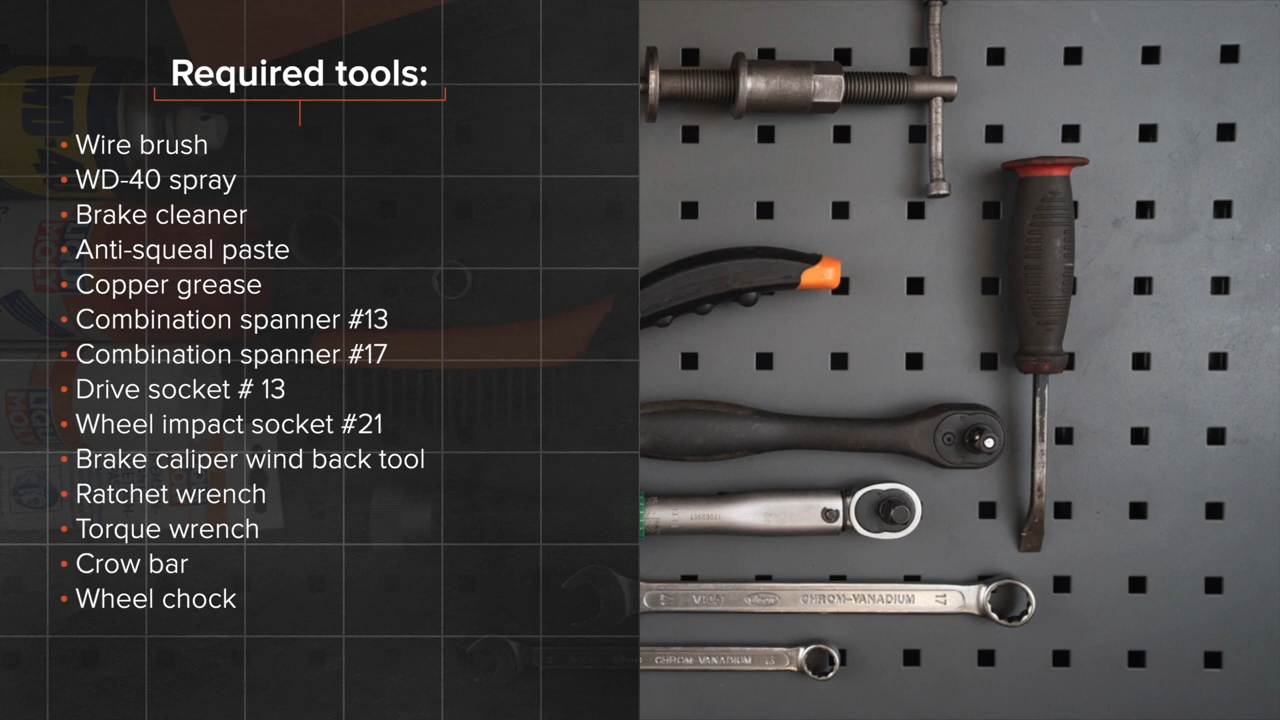 Required tools:
• Wire brush
• WD-40 spray
• Brake cleaner
• Anti-squeal paste
• Copper grease
• Combination spanner #13
• Combination spanner #17
• Drive socket # 13
• Wheel impact socket #21
• Brake caliper wind back tool
• Ratchet wrench
• Torque wrench
• Crow bar
• Wheel chock
CHROM-VANADIUM 17
CHROM-VANADIUM